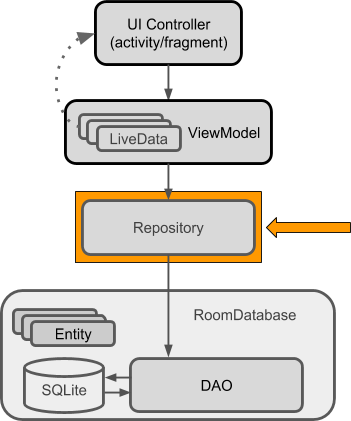 UI Controller
(activity/fragment)
LiveData
ViewModel
Repository
RoomDatabase
Entity
SQLite
DAO